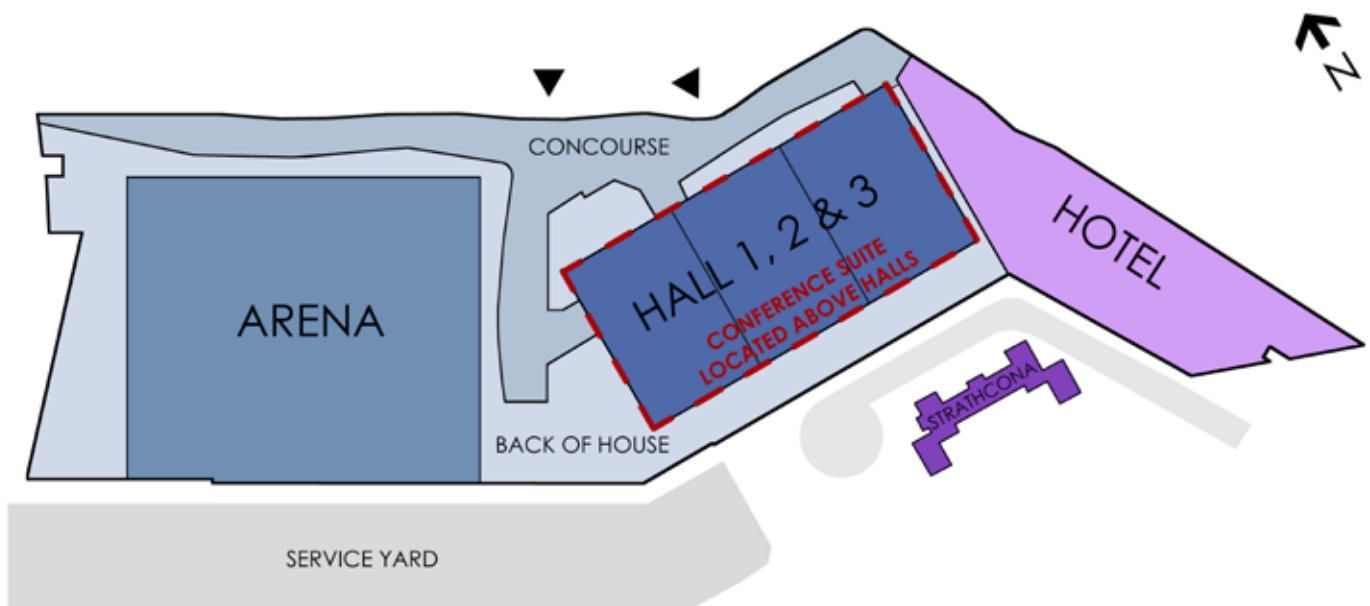 N
CONCOURSE
HALL 1, 2 & 3
CONFERENCE SUITE
LOCATED ABOVE HALLS
HOTEL
ARENA
STRATHCONA
BACK OF HOUSE
SERVICE YARD